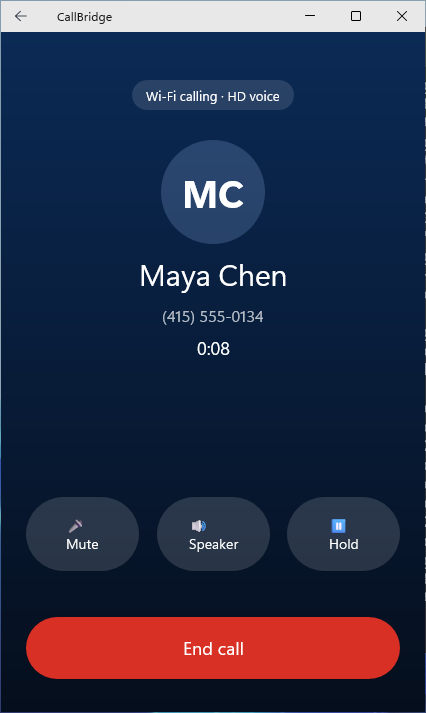 CallBridge
Wi-Fi calling · HD voice
MC
Maya Chen
(415) 555-0134
0:08
Mute
Speaker
Hold
End call